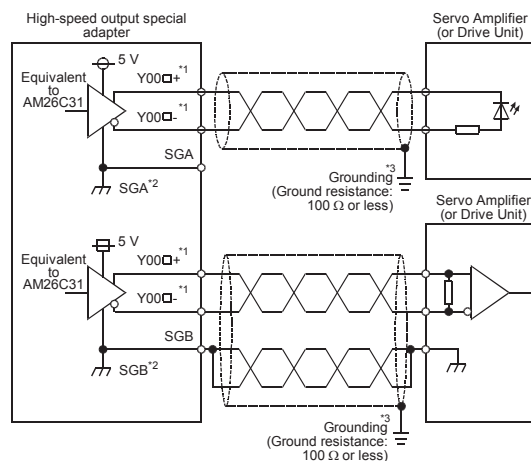 High-speed output special
adapter
Servo Amplifier
(or Drive Unit)
5 V
Equivalent
to
AM26C31
Y00□+*1
Y00□-*1
SGA
SGA*2
*3
Grounding
(Ground resistance:
100 Ω or less)
Servo Amplifier
(or Drive Unit)
5 V
Equivalent
to
AM26C31
Y00□+*1
Y00□-*1
SGB
SGB*2
*3
Grounding
(Ground resistance:
100 Ω or less)